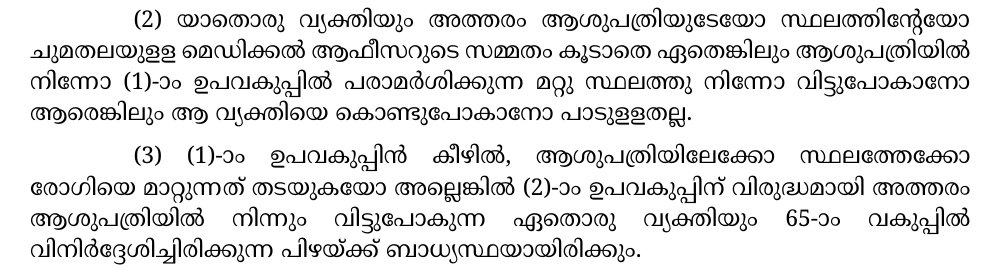 (2) യാതൊരു വ്യക്തിയും അത്തരം ആശുപത്രിയുടേയോ സ്ഥലത്തിന്റേയോ
ചുമതലയുളള മെഡിക്കൽ ആഫീസറുടെ സമ്മതം കൂടാതെ ഏതെങ്കിലും ആശുപത്രിയിൽ
നിന്നോ (1)-ാം ഉപവകുപ്പിൽ പരാമർശിക്കുന്ന മറ്റു സ്ഥലത്തു നിന്നോ വിട്ടുപോകാനോ
ആരെങ്കിലും ആ വ്യക്തിയെ കൊണ്ടുപോകാനോ പാടുളളതല്ല.
(3) (1)-ാം ഉപവകുപ്പിൻ കീഴിൽ, ആശുപത്രിയിലേക്കോ സ്ഥലത്തേക്കോ
രോഗിയെ മാറ്റുന്നത് തടയുകയോ അല്ലെങ്കിൽ (2)-ാം ഉപവകുപ്പിന് വിരുദ്ധമായി അത്തരം
ആശുപത്രിയിൽ നിന്നും വിട്ടുപോകുന്ന ഏതൊരു വ്യക്തിയും 65-ാം വകുപ്പിൽ
വിനിർദ്ദേശിച്ചിരിക്കുന്ന പിഴയ്ക്ക് ബാധ്യസ്ഥയായിരിക്കും.